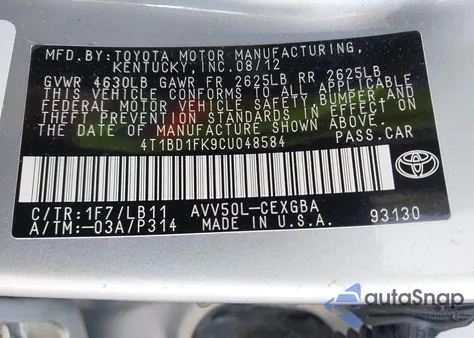 MFD. BY: TOYOTA MOTOR MANUFACTURING,
KENTUCKY, INC. 08/12
GVWR 4630LB GAWR FR 2625LB RR 2625LB
THIS VEHICLE CONFORMS TO ALL APPLICABLE
FEDERAL MOTOR VEHICLE SAFETY, BUMPER AND
THEFT PREVENTION STANDARDS IN EFFECT ON
THE DATE OF MANUFACTURE SHOWN ABOVE.
4T1BD1FK9CU048584 PASS.CAR
TOYOTA
C/TR:1F7/LB11 AVV50L-CEXGBA
A/TM:-03A/P314 MADE IN U.S.A. 93130
autoSnap